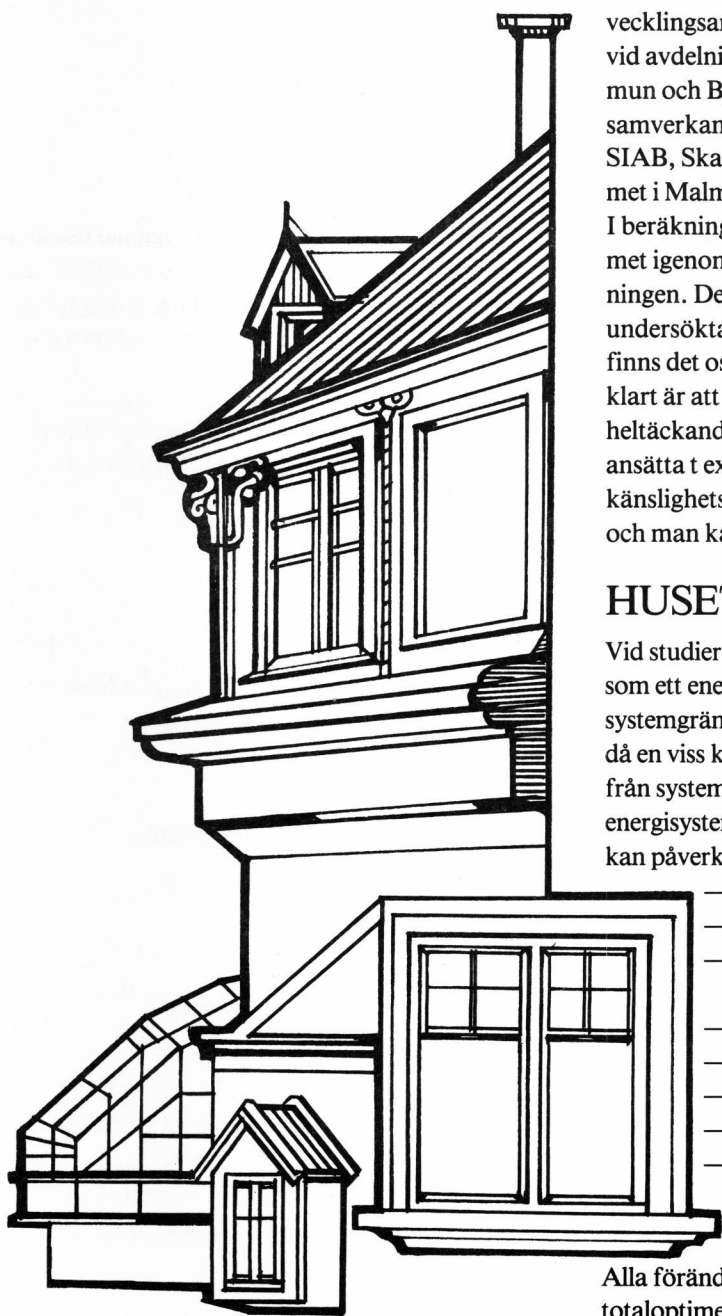 vecklingsar
vid avdelni
mun och B
samverkan
SIAB, Ska
met i Malm
I beräkning
met igenom
ningen. De
undersökta
finns det os
klart är att
heltäckand
ansätta t ex
känslighets
och man ka
HUSET
Vid studier
som ett ene
systemgrän
då en viss k
från system
energisyster
kan påverk
—
—
—
—
—
—
—
—
Alla föränd
totaloptime